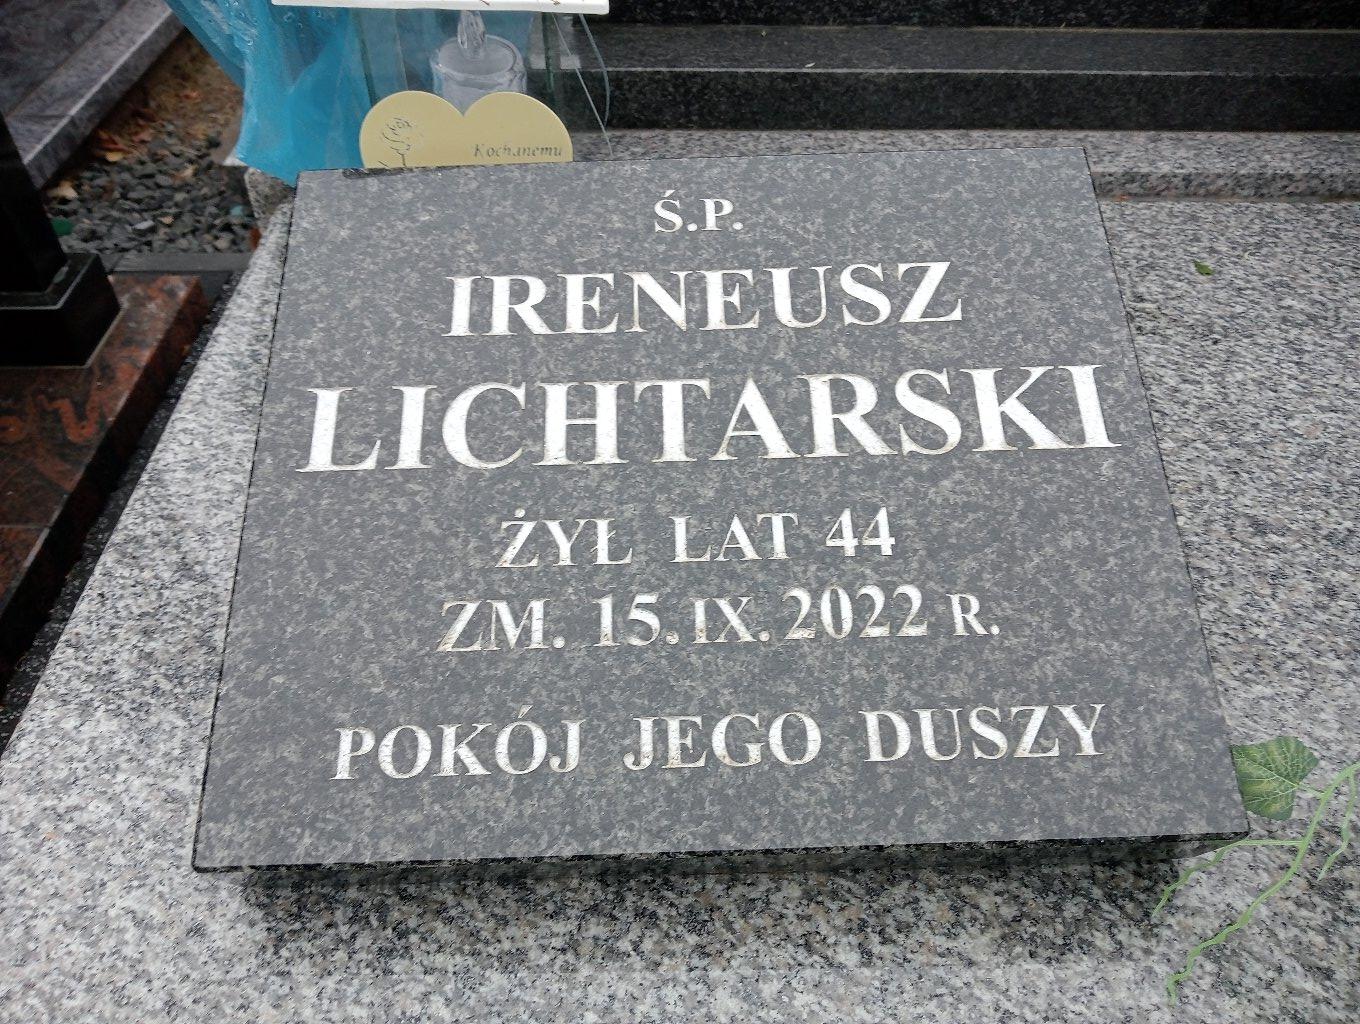 Kochanemu
Ś.P.
IRENEUSZ
LICHTARSKI
ŻYŁ LAT 44
ZM. 15. IX. 2022 R.
POKÓJ JEGO DUSZY